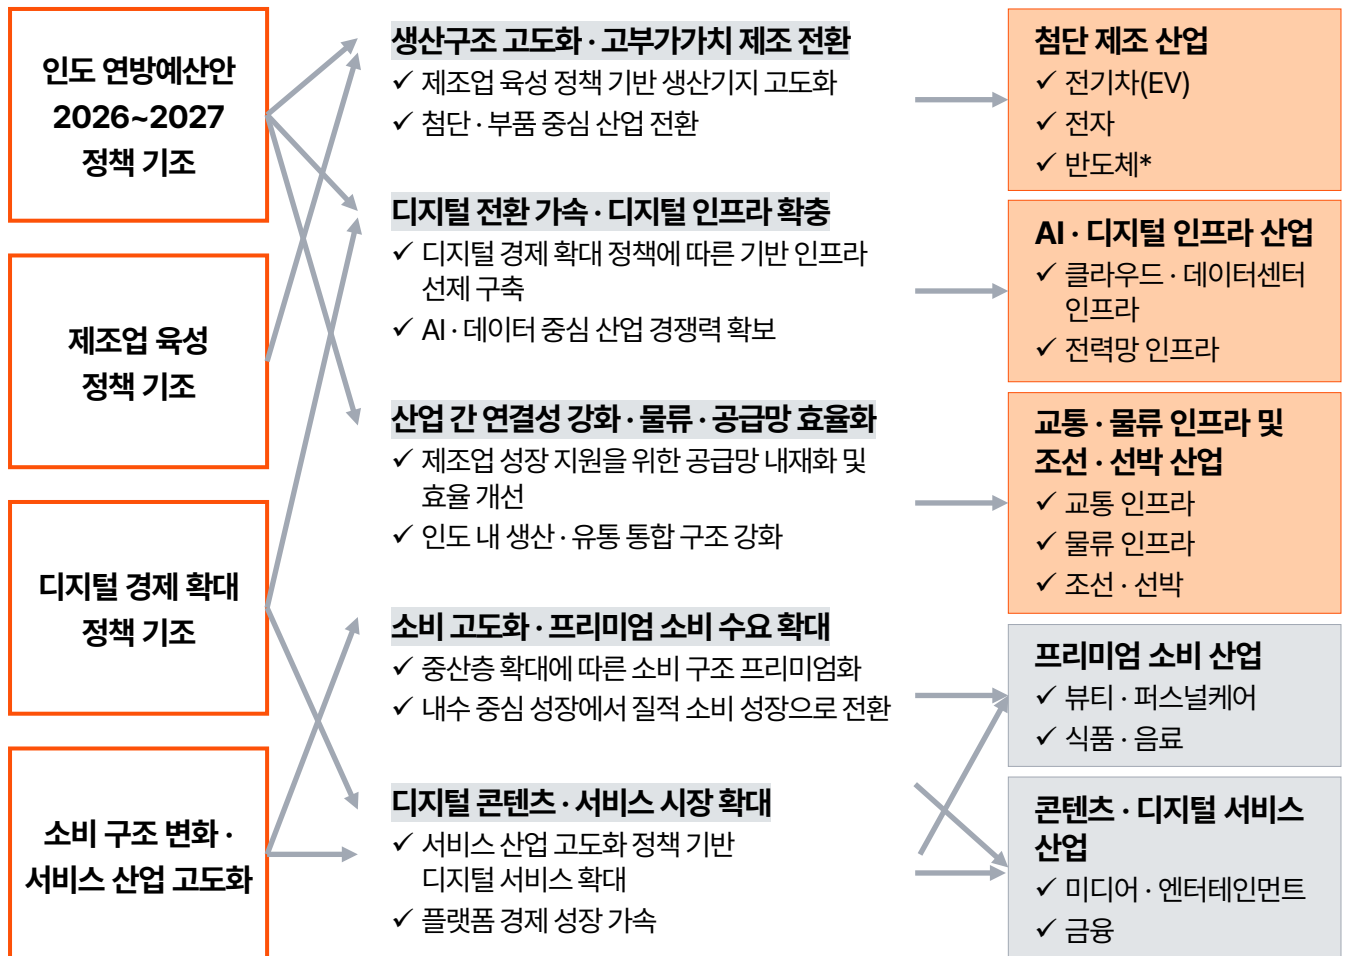 인도 연방예산안
2026~2027
정책 기조
제조업 육성
정책 기조
디지털 경제 확대
정책 기조
소비 구조 변화 ·
서비스 산업 고도화
생산구조 고도화 · 고부가가치 제조 전환
✓ 제조업 육성 정책 기반 생산기지 고도화
✓ 첨단 · 부품 중심 산업 전환
디지털 전환 가속 · 디지털 인프라 확충
✓ 디지털 경제 확대 정책에 따른 기반 인프라
선제 구축
✓ AI · 데이터 중심 산업 경쟁력 확보
산업 간 연결성 강화 · 물류 · 공급망 효율화
✓ 제조업 성장 지원을 위한 공급망 내재화 및
효율 개선
✓ 인도 내 생산 · 유통 통합 구조 강화
소비 고도화 · 프리미엄 소비 수요 확대
✓ 중산층 확대에 따른 소비 구조 프리미엄화
✓ 내수 중심 성장에서 질적 소비 성장으로 전환
디지털 콘텐츠 · 서비스 시장 확대
✓ 서비스 산업 고도화 정책 기반
디지털 서비스 확대
✓ 플랫폼 경제 성장 가속
첨단 제조 산업
✓ 전기차(EV)
✓ 전자
✓ 반도체*
AI · 디지털 인프라 산업
✓ 클라우드 · 데이터센터
인프라
✓ 전력망 인프라
교통 · 물류 인프라 및
조선 · 선박 산업
✓ 교통 인프라
✓ 물류 인프라
✓ 조선 · 선박
프리미엄 소비 산업
✓ 뷰티 · 퍼스널케어
✓ 식품 · 음료
콘텐츠 · 디지털 서비스
산업
✓ 미디어 · 엔터테인먼트
✓ 금융